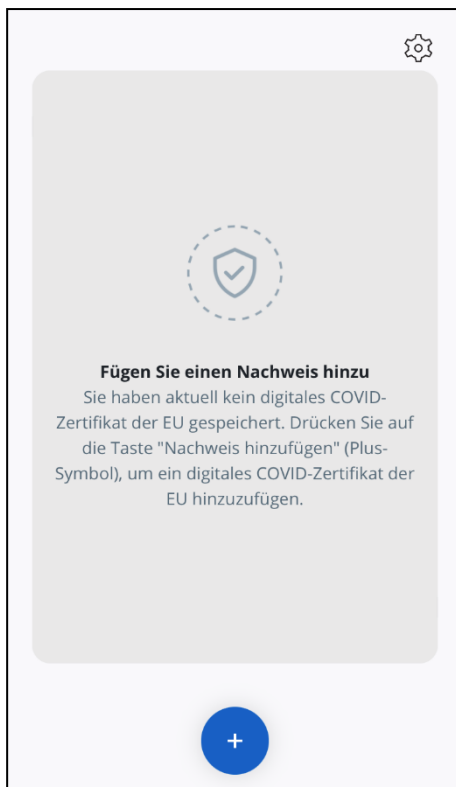 Fügen Sie einen Nachweis hinzu
Sie haben aktuell kein digitales COVID-
Zertifikat der EU gespeichert. Drücken Sie auf
die Taste "Nachweis hinzufügen" (Plus-
Symbol), um ein digitales COVID-Zertifikat der
EU hinzuzufügen.